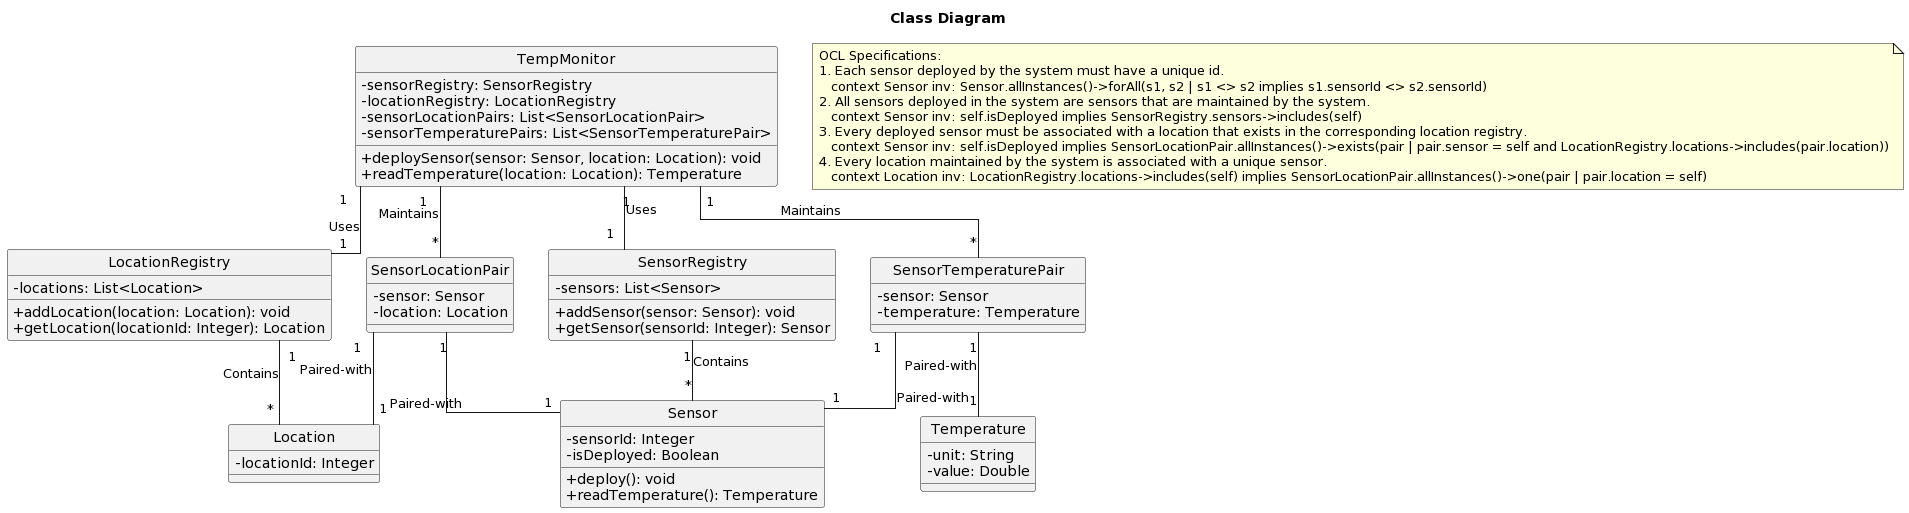 Class Diagram
TempMonitor
-sensorRegistry: SensorRegistry
-locationRegistry: LocationRegistry
-sensorLocationPairs: List<SensorLocationPair>
-sensorTemperaturePairs: List<SensorTemperaturePair>
+deploySensor(sensor: Sensor, location: Location): void
+readTemperature(location: Location): Temperature
OCL Specifications:
1. Each sensor deployed by the system must have a unique id.
context Sensor inv: Sensor.allInstances()->forAll(s1, s2 | s1 <> s2 implies s1.sensorId <> s2.sensorId)
2. All sensors deployed in the system are sensors that are maintained by the system.
context Sensor inv: self.isDeployed implies SensorRegistry.sensors->includes(self)
3. Every deployed sensor must be associated with a location that exists in the corresponding location registry.
context Sensor inv: self.isDeployed implies SensorLocationPair.allInstances()->exists(pair | pair.sensor = self and LocationRegistry.locations->includes(pair.location))
4. Every location maintained by the system is associated with a unique sensor.
context Location inv: LocationRegistry.locations->includes(self) implies SensorLocationPair.allInstances()->one(pair | pair.location = self)
1
Uses
1
1
Maintains
*
1
Uses
1
1
Maintains
*
LocationRegistry
-locations: List<Location>
+addLocation(location: Location): void
+getLocation(locationId: Integer): Location
SensorLocationPair
-sensor: Sensor
-location: Location
SensorRegistry
-sensors: List<Sensor>
+addSensor(sensor: Sensor): void
+getSensor(sensorId: Integer): Sensor
SensorTemperaturePair
-sensor: Sensor
-temperature: Temperature
1
Contains
*
1
Paired-with
1
1
Paired-with
1
1
Contains
*
1
Paired-with
1
1
Paired-with
1
Location
-locationId: Integer
Sensor
-sensorId: Integer
-isDeployed: Boolean
+deploy(): void
+readTemperature(): Temperature
Temperature
-unit: String
-value: Double